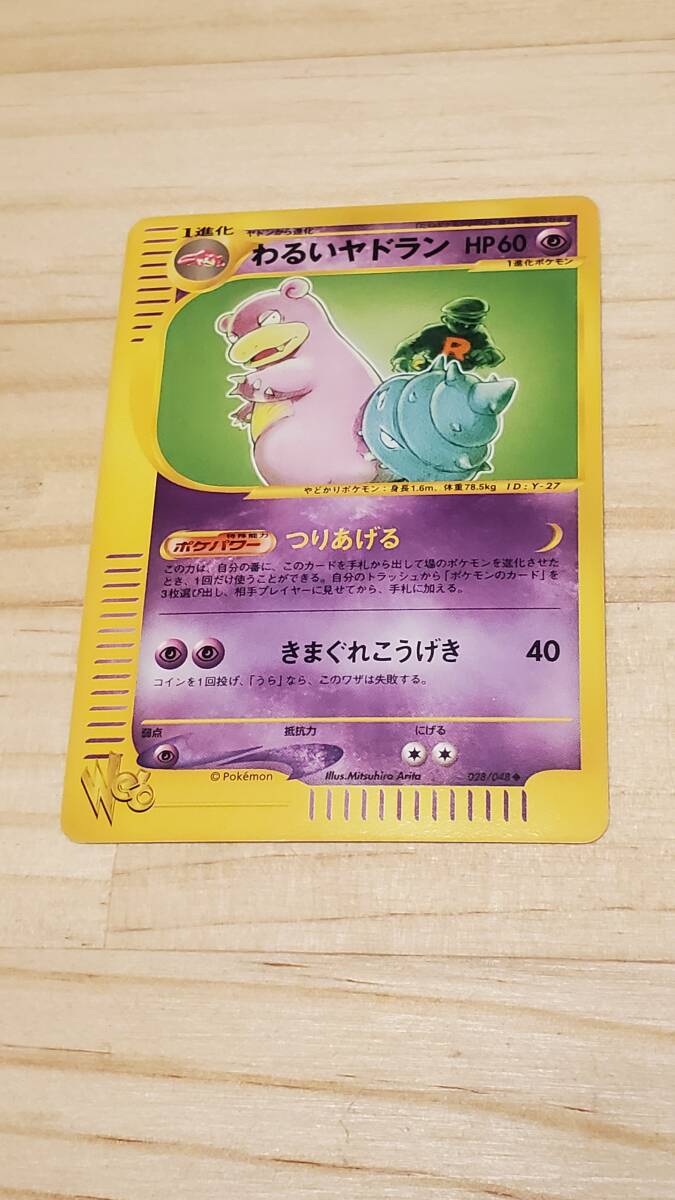 1進化
ヤドンから進化
わるいヤドラン HP60
1進化ポケモン
R
やどかりポケモン:身長1.6m、体重78.5kg ID:Y-27
特殊能力
ポケパワー つりあげる
この力は、自分の番に、このカードを手札から出して場のポケモンを進化させた
とき、1回だけ使うことができる。自分のトラッシュから「ポケモンのカード」を
3枚選び出し、相手プレイヤーに見せてから、手札に加える。
きまぐれこうげき 40
コインを1回投げ、「うら」なら、このワザは失敗する。
弱点 抵抗力 にげる
Web
©Pokémon Illus.Mitsuhiro Arita 028/048